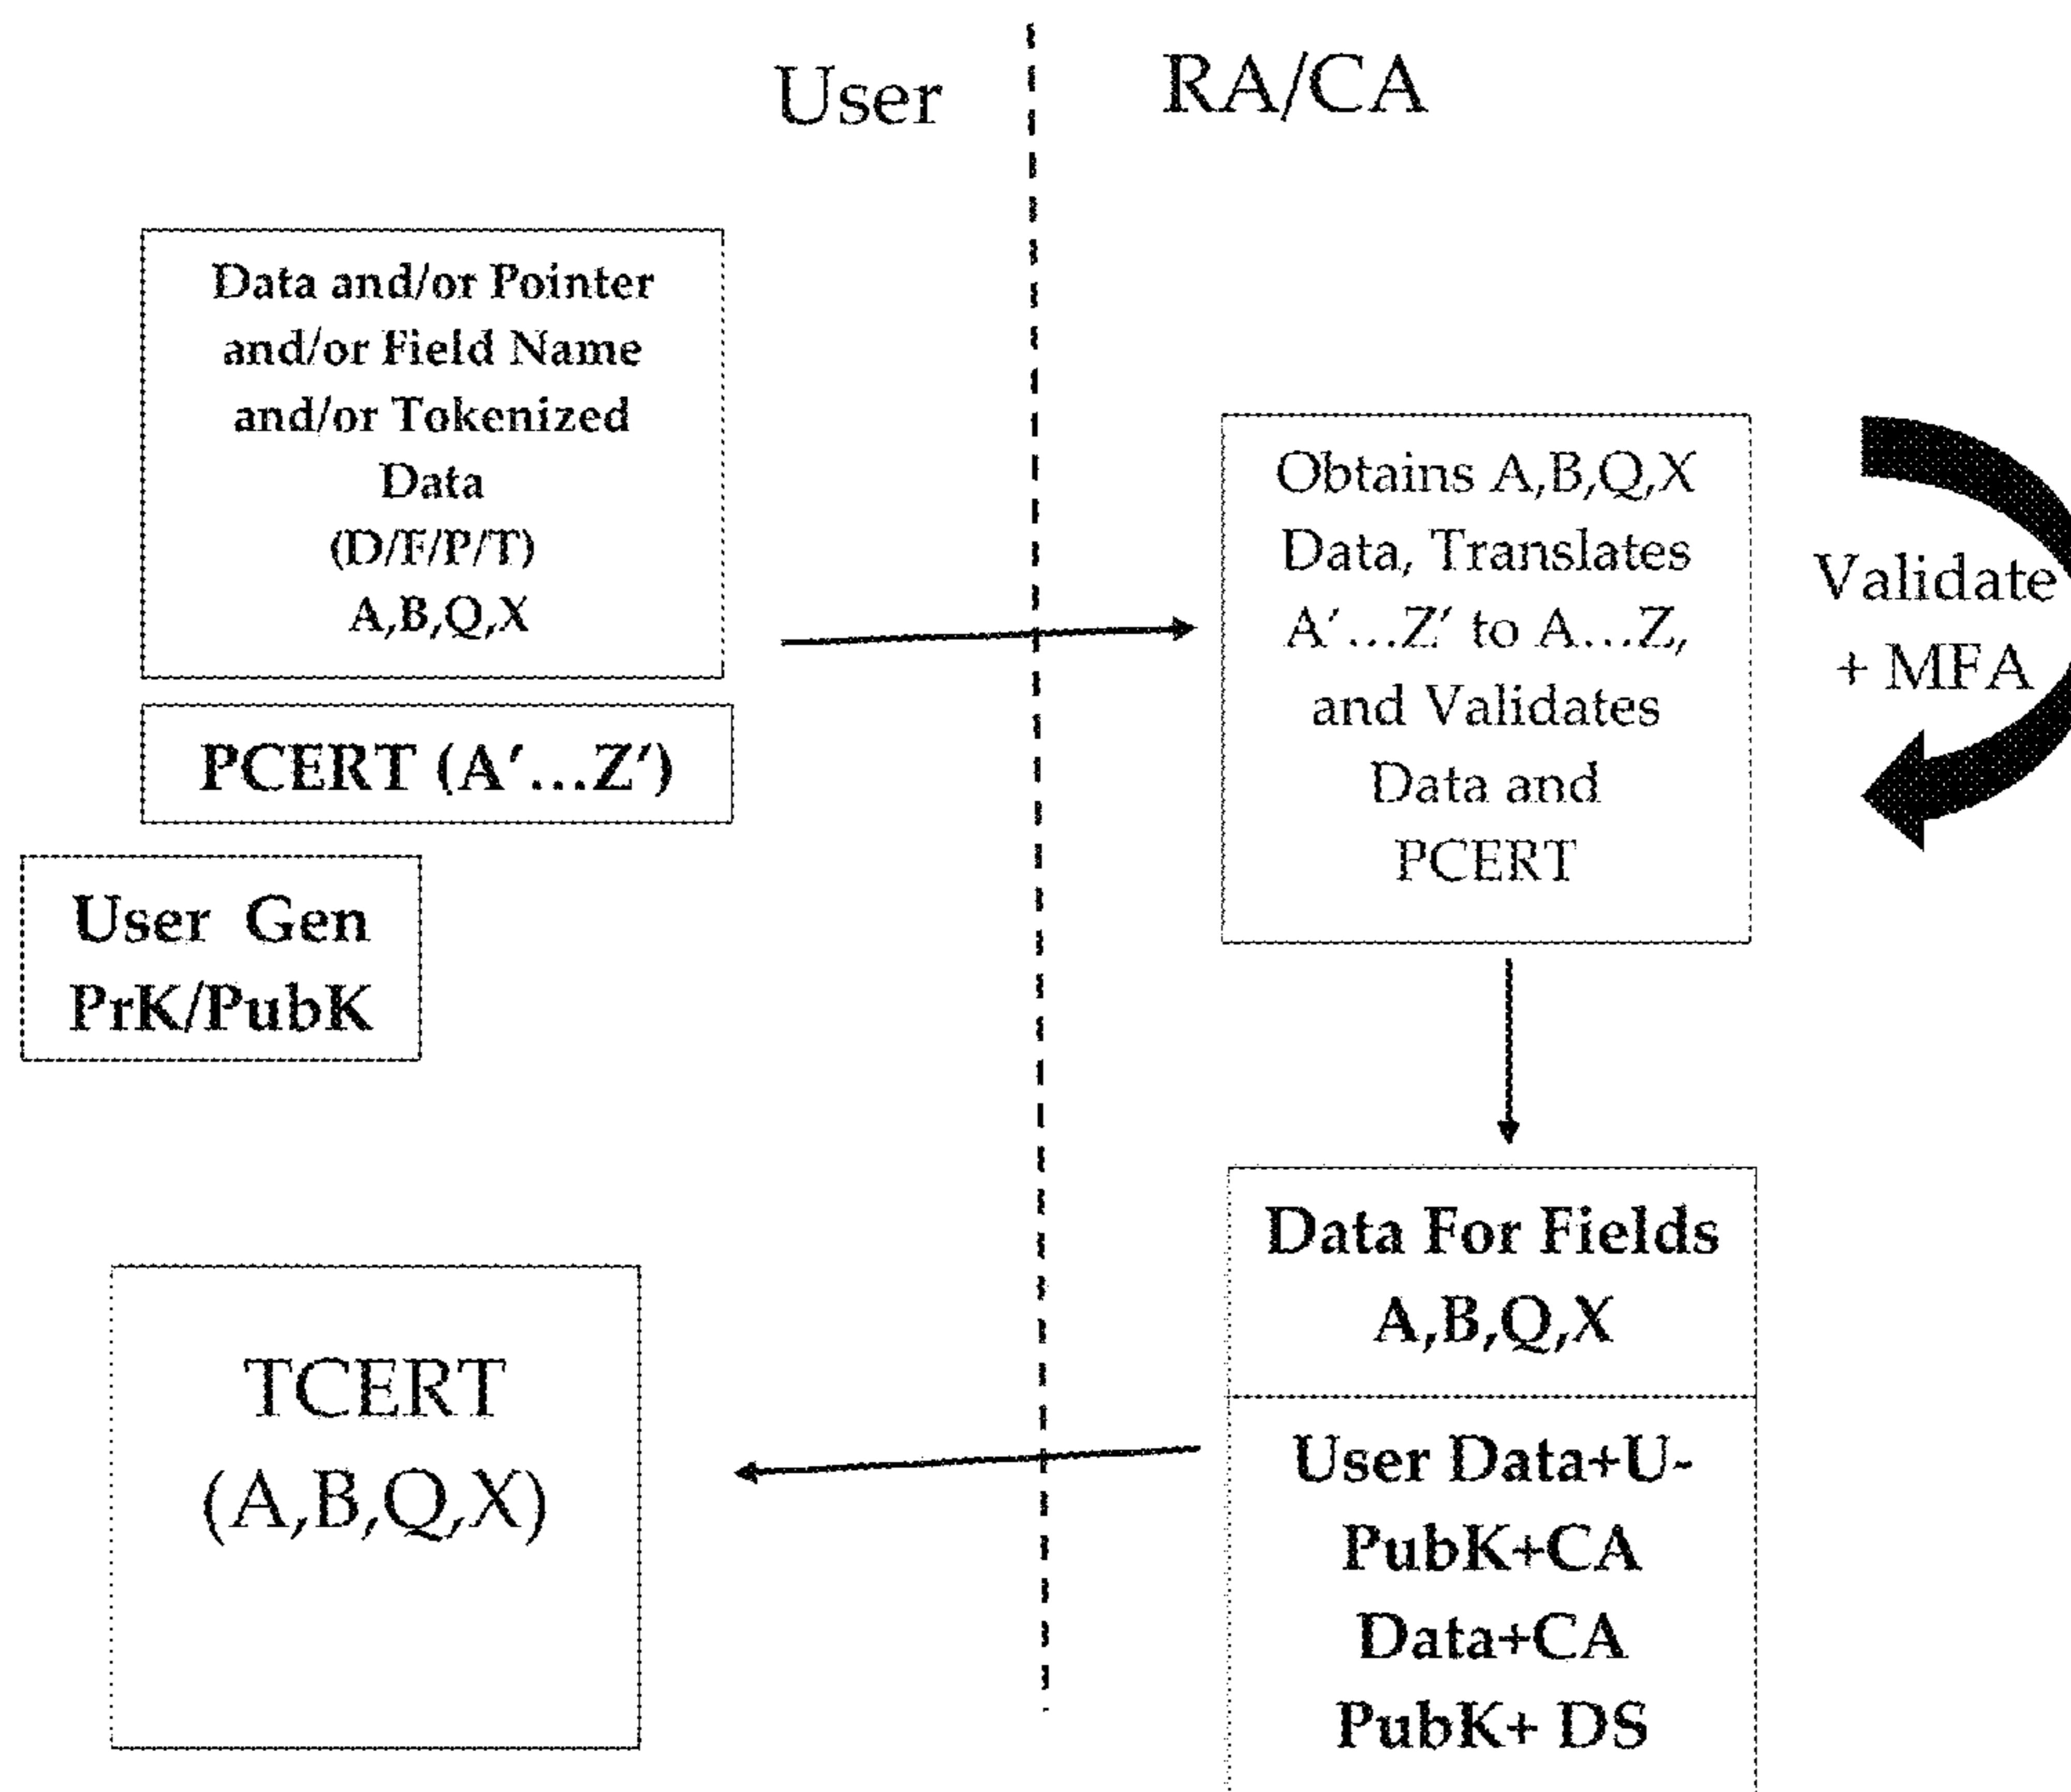 User
RA/CA
Data and/or Pointer
and/or Field Name
and/or Tokenized
Data
(D/F/P/T)
A,B,Q,X
PCERT (A′...Z′)
User Gen
PrK/PubK
Obtains A,B,Q,X
Data, Translates
A′...Z′ to A...Z,
and Validates
Data and
PCERT
Validate
+ MFA
Data For Fields
A,B,Q,X
User Data+U-
PubK+CA
Data+CA
PubK+ DS
TCERT
(A,B,Q,X)